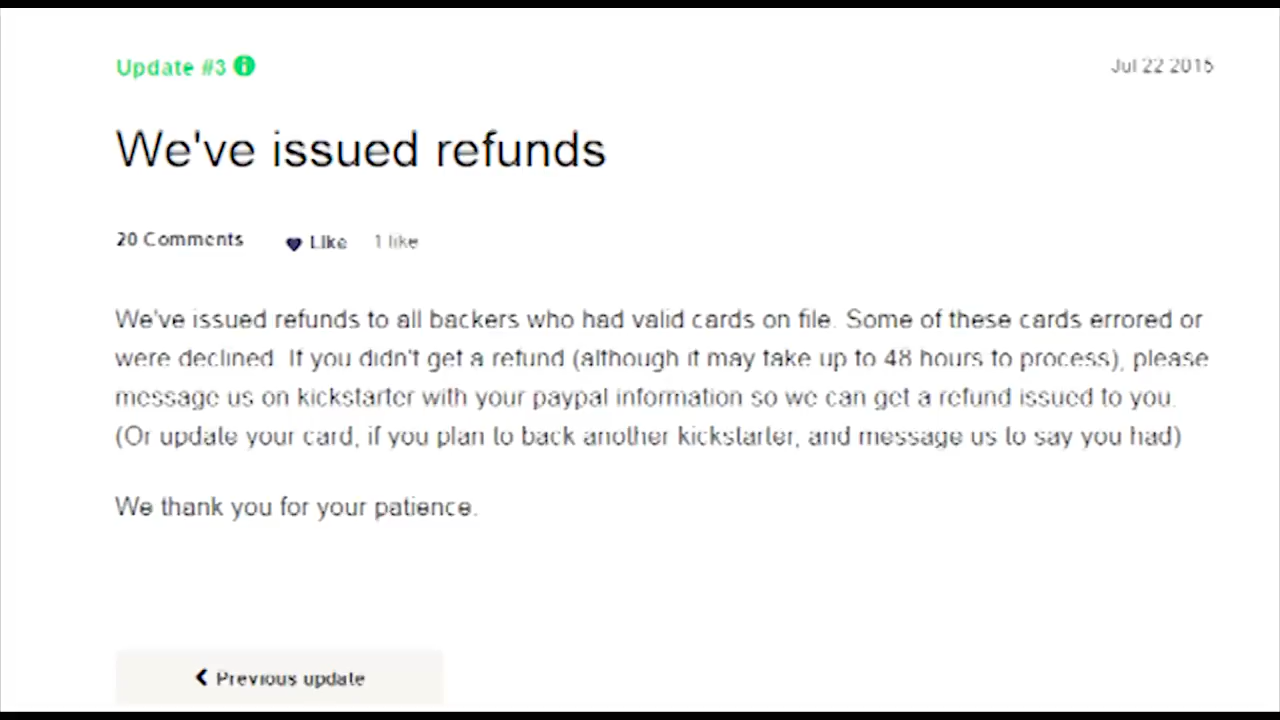 Update #3
Jul 22 2015
We've issued refunds
20 Comments Like 1 like
We've issued refunds to all backers who had valid cards on file. Some of these cards errored or
were declined. If you didn't get a refund (although it may take up to 48 hours to process), please
message us on kickstarter with your paypal information so we can get a refund issued to you.
(Or update your card, if you plan to back another kickstarter, and message us to say you had)
We thank you for your patience.
Previous update